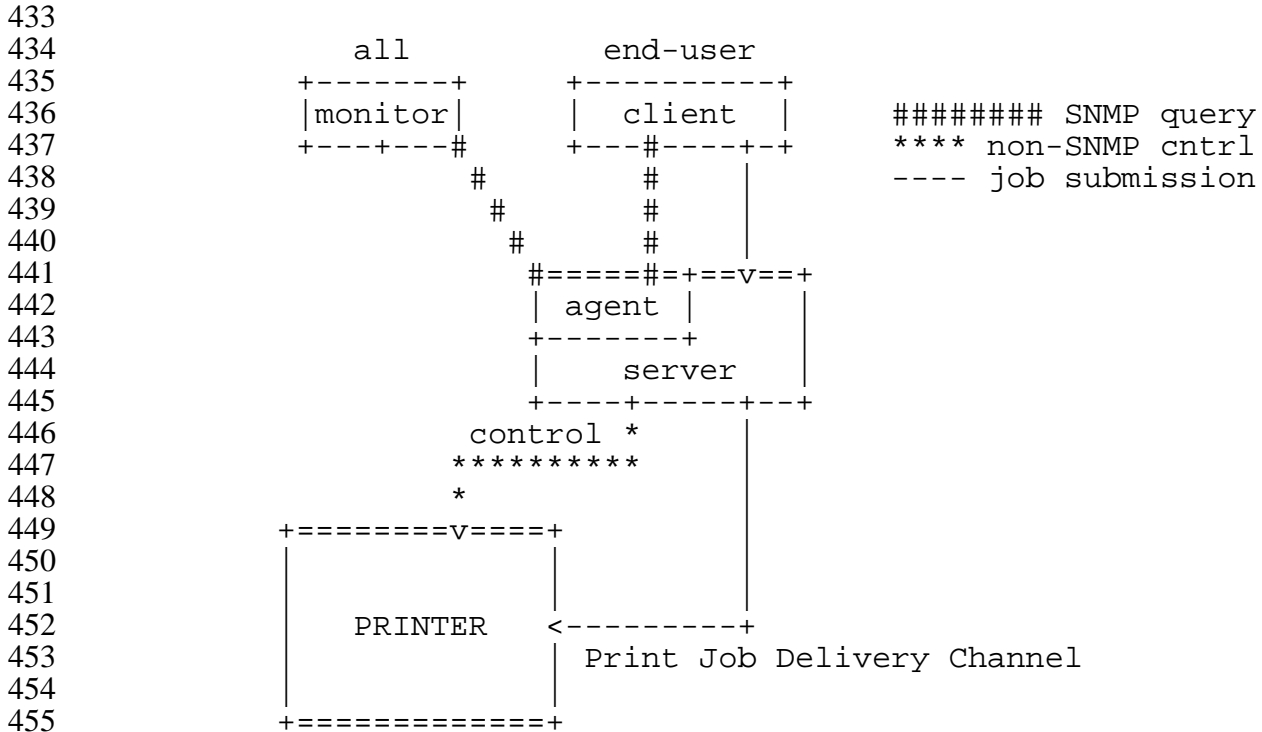 433
434                all          end-user
435             +-------+     +----------+
436             |monitor|     |  client  |     ######## SNMP query
437             +---+---#     +---#----+-+     **** non-SNMP cntrl
438                      #        #    |       ---- job submission
439                       #       #    |
440                        #      #    |
441                         #=====#=+==v==+
442                         | agent |     |
443                         +-------+     |
444                         |    server   |
445                         +----+-----+--+
446                      control *     |
447                     **********     |
448                     *              |
449            +========v====+         |
450            |             |         |
451            |             |         |
452            |   PRINTER   <---------+
453            |             | Print Job Delivery Channel
454            |             |
455            +=============+